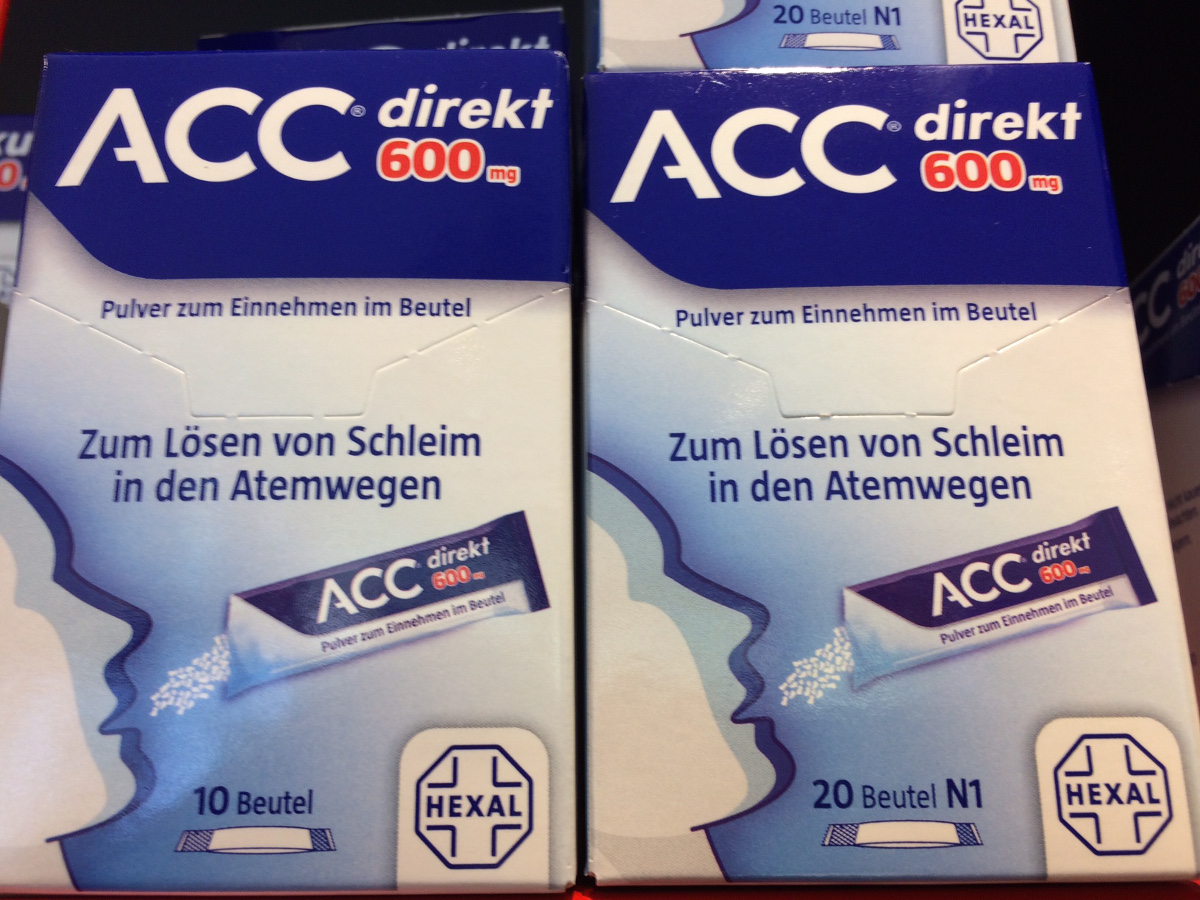 20 Beutel N1
HEXAL
direkt
ACC® direkt
600 mg
Pulver zum Einnehmen im Beutel
Zum Lösen von Schleim
in den Atemwegen
ACC direkt
600 mg
Pulver zum Einnehmen im Beutel
10 Beutel
HEXAL
ACC® direkt
600 mg
Pulver zum Einnehmen im Beutel
Zum Lösen von Schleim
in den Atemwegen
ACC direkt
600 mg
Pulver zum Einnehmen im Beutel
20 Beutel N1
HEXAL